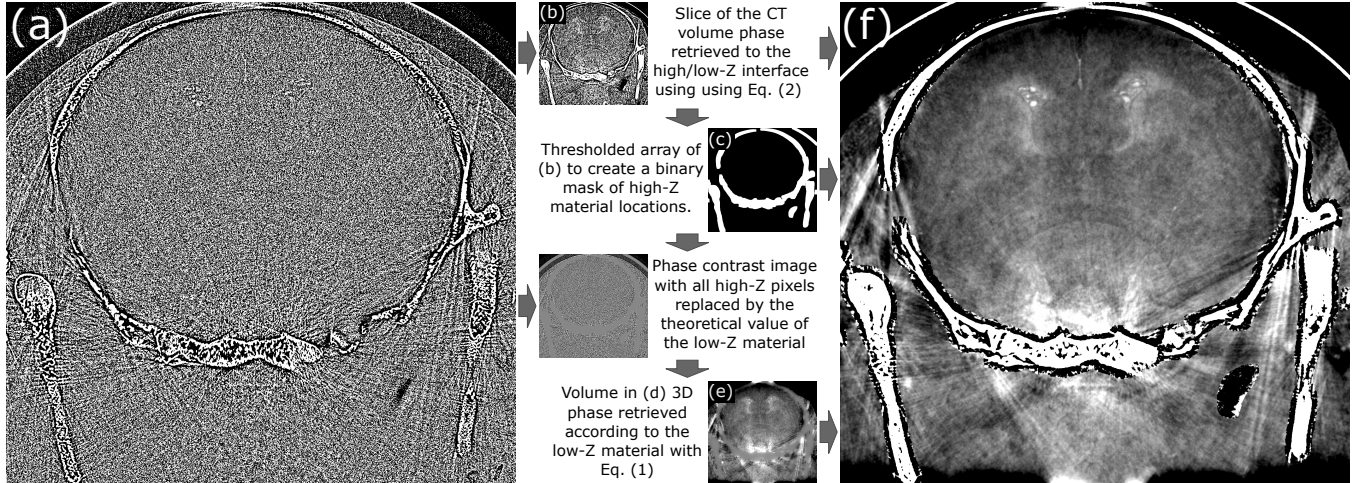 (a)
(b)
Slice of the CT
volume phase
retrieved to the
high/low-Z interface
using using Eq. (2)
Thresholded array of
(b) to create a binary
mask of high-Z
material locations.
(c)
Phase contrast image
with all high-Z pixels
replaced by the
theoretical value of
the low-Z material
Volume in (d) 3D
phase retrieved
according to the
low-Z material with
Eq. (1)
(e)
(f)